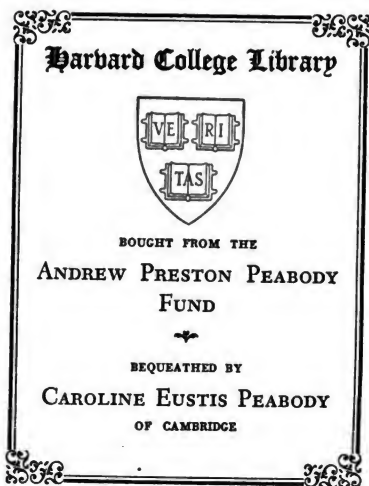 Harvard College Library
VE RI
TAS
BOUGHT FROM THE
ANDREW PRESTON PEABODY
FUND
BEQUEATHED BY
CAROLINE EUSTIS PEABODY
OF CAMBRIDGE